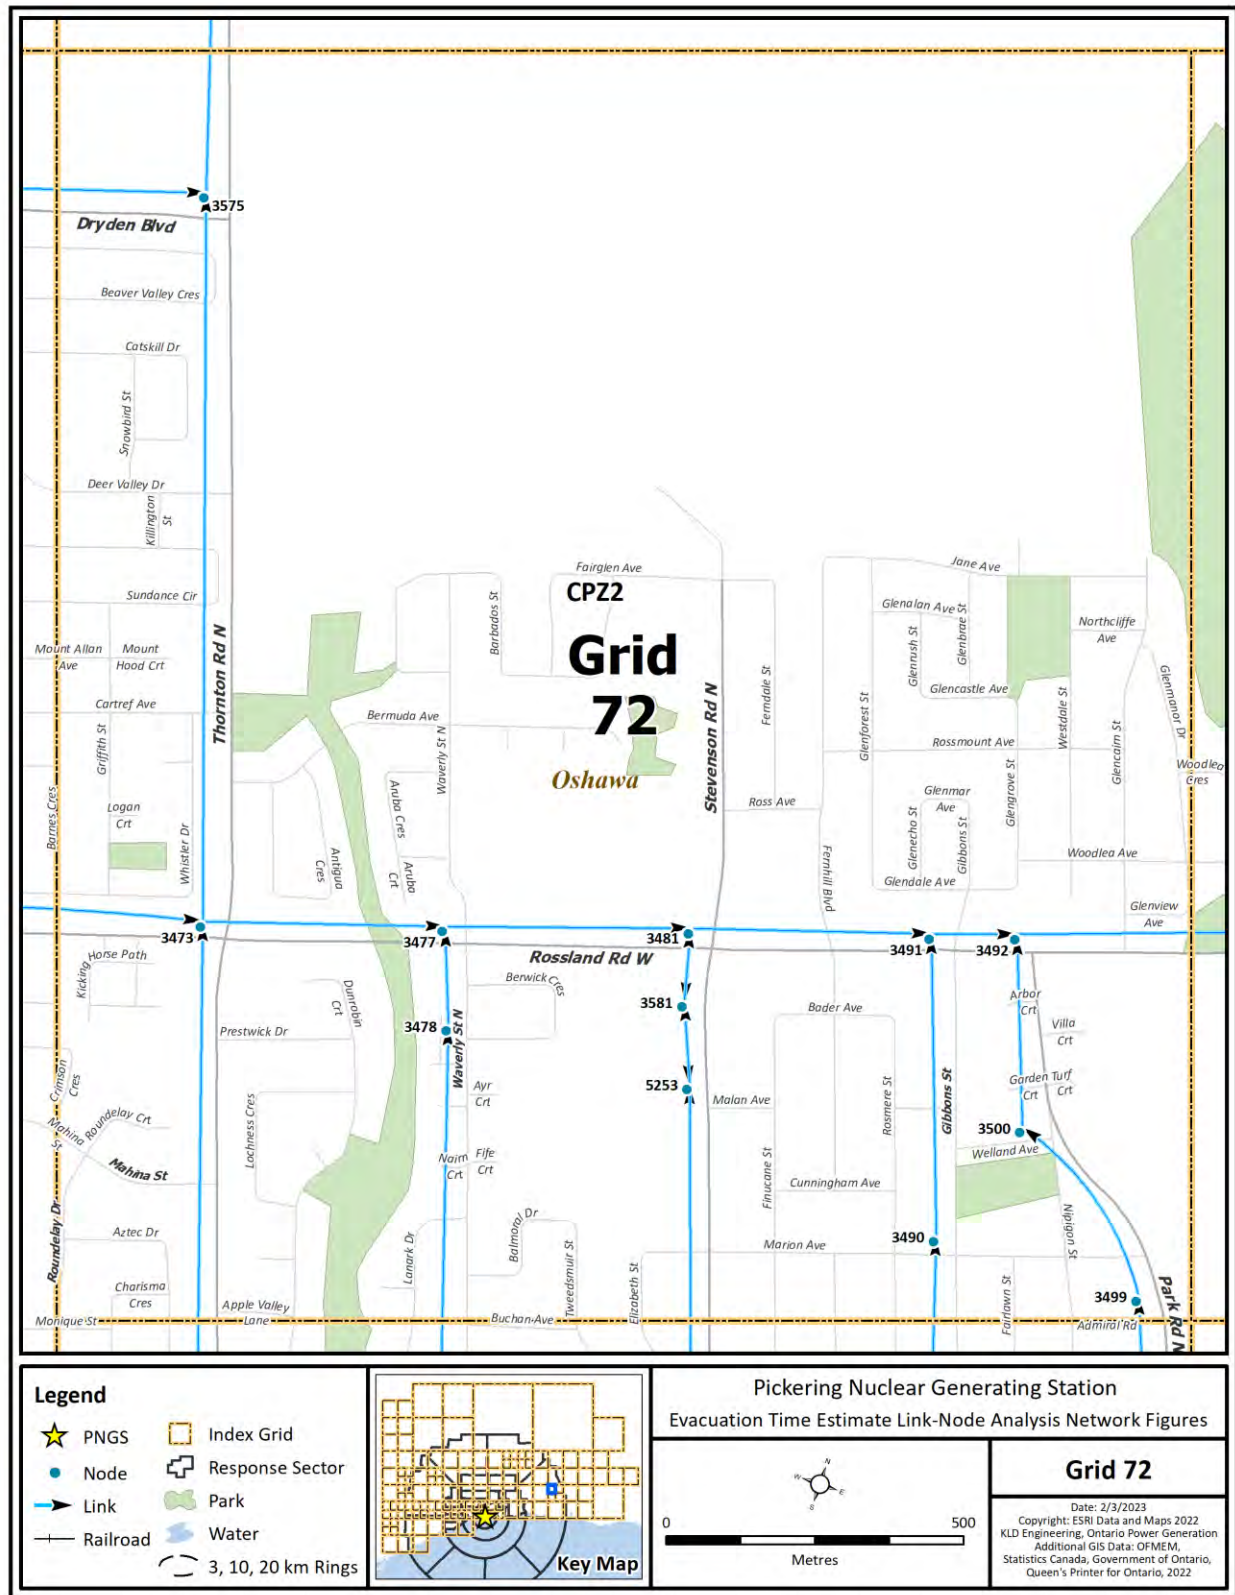 3575
Dryden Blvd
Beaver Valley Cres
Catskill Dr
Snowbird St
Deer Valley Dr
Killington
St
Sundance Cir
Mount Allan
Ave
Mount
Hood Crt
Cartref Ave
Griffith St
Thornton Rd N
Barnes Cres
Logan
Crt
Whistler Dr
Antigua
Cres
Bermuda Ave
Aruba Cres
Aruba
Crt
Waverly St N
Barbados St
Fairglen Ave
CPZ2
Grid
72
Oshawa
Stevenson Rd N
Ferndale St
Ross Ave
Fernhill Blvd
Jane Ave
Glenalan Ave
Glenbrae St
Glenrush St
Glencastle Ave
Glenforest St
Rossmount Ave
Northcliffe
Ave
Westdale St
Glencairn St
Glenmanor Dr
Woodlea
Cres
Glengrove St
Glenmar
Ave
Glenecho St
Gibbons St
Glendale Ave
Woodlea Ave
Glenview
Ave
3473
3477
3481
3491
3492
Rossland Rd W
Horse Path
Kicking
Berwick Cres
Dunrobin
Crt
3581
3478
Prestwick Dr
Waverly St N
Bader Ave
Arbor
Crt
Villa
Crt
Crimson
Cres
5253
Ayr
Crt
Malan Ave
Rosmere St
Gibbons St
Garden Turf
Crt Crt
Mahina
St
Roundelay Crt
Lochness Cres
3500
Welland Ave
Mahina St
Nairn
Crt
Fife
Crt
Finucane St
Cunningham Ave
Roundelay Dr
Aztec Dr
Lanark Dr
Balmoral Dr
Tweedsmuir St
Elizabeth St
Marion Ave
3490
Nipigon St
Charisma
Cres
Fairlawn St
3499
Park Rd N
Monique St
Apple Valley
Lane
Buchan Ave
Admiral Rd
Legend
PNGS
Node
Link
Railroad
Index Grid
Response Sector
Park
Water
3, 10, 20 km Rings
Key Map
Pickering Nuclear Generating Station
Evacuation Time Estimate Link-Node Analysis Network Figures
N
W
E
S
0
500
Metres
Grid 72
Date: 2/3/2023
Copyright: ESRI Data and Maps 2022
KLD Engineering, Ontario Power Generation
Additional GIS Data: OFMEM,
Statistics Canada, Government of Ontario,
Queen's Printer for Ontario, 2022